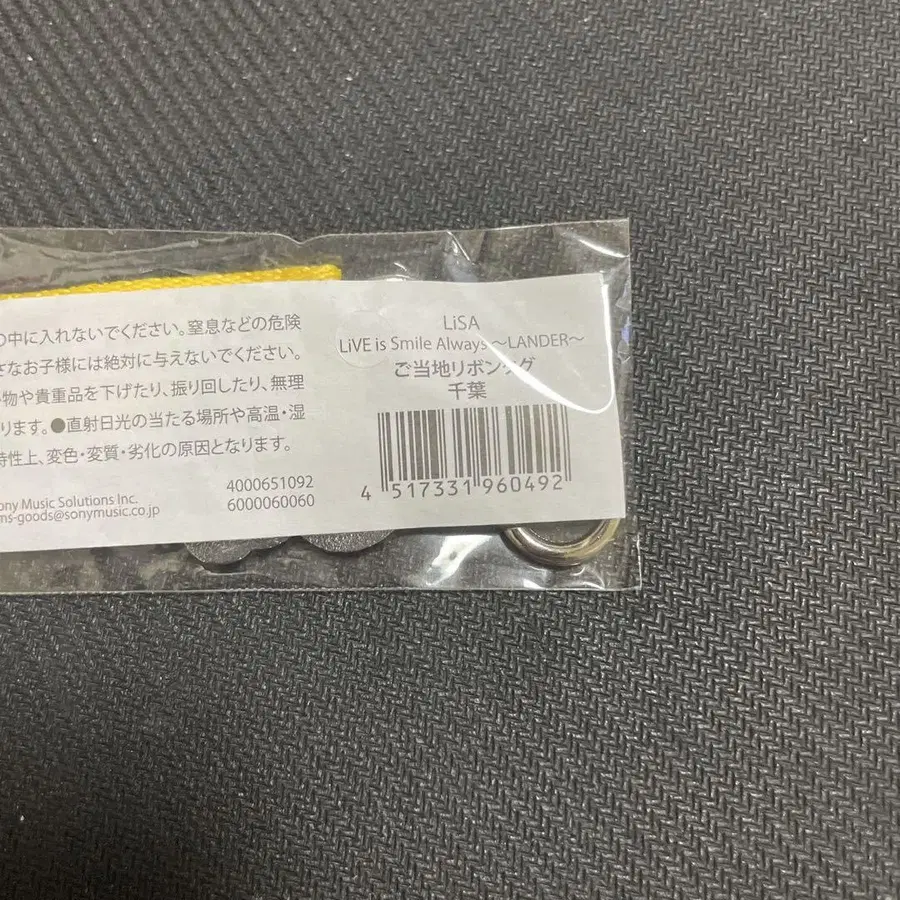 の中に入れないでください。窒息などの危険
さなお子様には絶対に与えないでください。
物や貴重品を下げたり、振り回したり、無理
ります。●直射日光の当たる場所や高温・湿
特性上、変色・変質・劣化の原因となります。
4000651092
ony Music Solutions Inc.
6000060060
ms-goods@sonymusic.co.jp
LiSA
LiVE is Smile Always ～LANDER～
ご当地リボンタグ
千葉
4 517331 960492